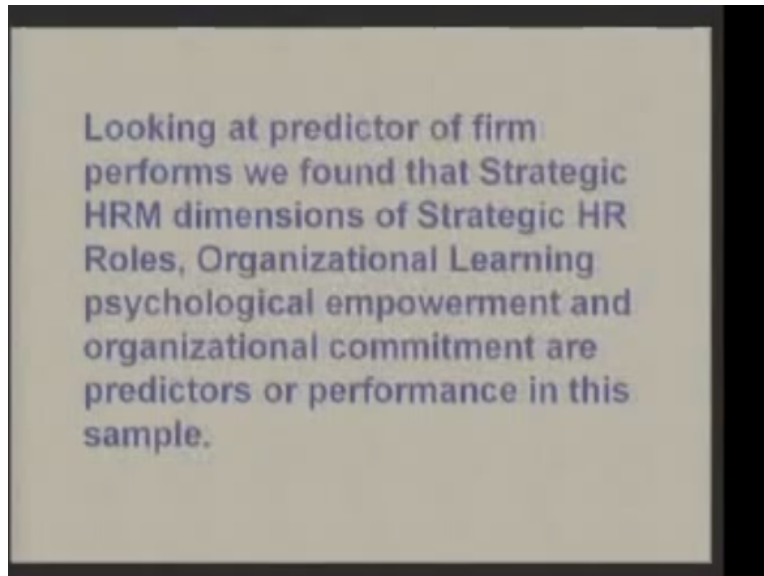 Looking at predictor of firm
performs we found that Strategic
HRM dimensions of Strategic HR
Roles, Organizational Learning
psychological empowerment and
organizational commitment are
predictors or performance in this
sample.